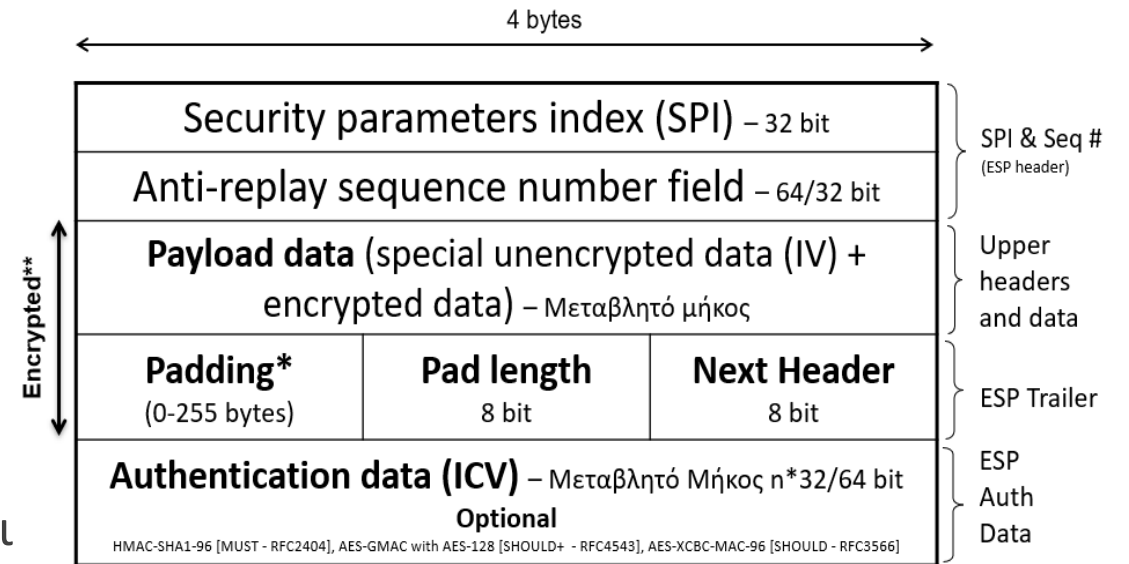 4 bytes
Security parameters index (SPI) – 32 bit
SPI & Seq #
(ESP header)
Anti-replay sequence number field – 64/32 bit
Encrypted**
Payload data (special unencrypted data (IV) +
encrypted data) – Μεταβλητό μήκος
Upper
headers
and data
Padding*
(0-255 bytes)
Pad length
8 bit
Next Header
8 bit
ESP Trailer
Authentication data (ICV) – Μεταβλητό Μήκος n*32/64 bit
Optional
HMAC-SHA1-96 [MUST - RFC2404], AES-GMAC with AES-128 [SHOULD+ - RFC4543], AES-XCBC-MAC-96 [SHOULD - RFC3566]
ESP
Auth
Data